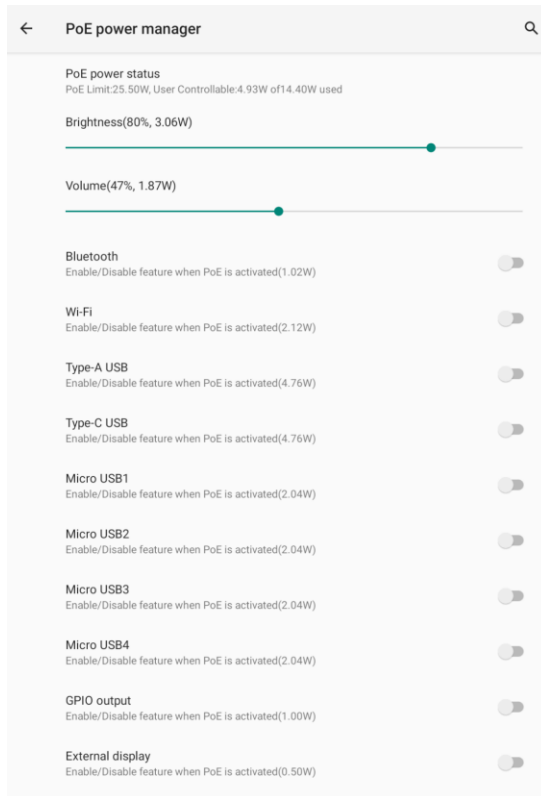 PoE power manager
PoE power status
PoE Limit:25.50W, User Controllable:4.93W of14.40W used
Brightness(80%, 3.06W)
Volume(47%, 1.87W)
Bluetooth
Enable/Disable feature when PoE is activated(1.02W)
Wi-Fi
Enable/Disable feature when PoE is activated(2.12W)
Type-A USB
Enable/Disable feature when PoE is activated(4.76W)
Type-C USB
Enable/Disable feature when PoE is activated(4.76W)
Micro USB1
Enable/Disable feature when PoE is activated(2.04W)
Micro USB2
Enable/Disable feature when PoE is activated(2.04W)
Micro USB3
Enable/Disable feature when PoE is activated(2.04W)
Micro USB4
Enable/Disable feature when PoE is activated(2.04W)
GPIO output
Enable/Disable feature when PoE is activated(1.00W)
External display
Enable/Disable feature when PoE is activated(0.50W)